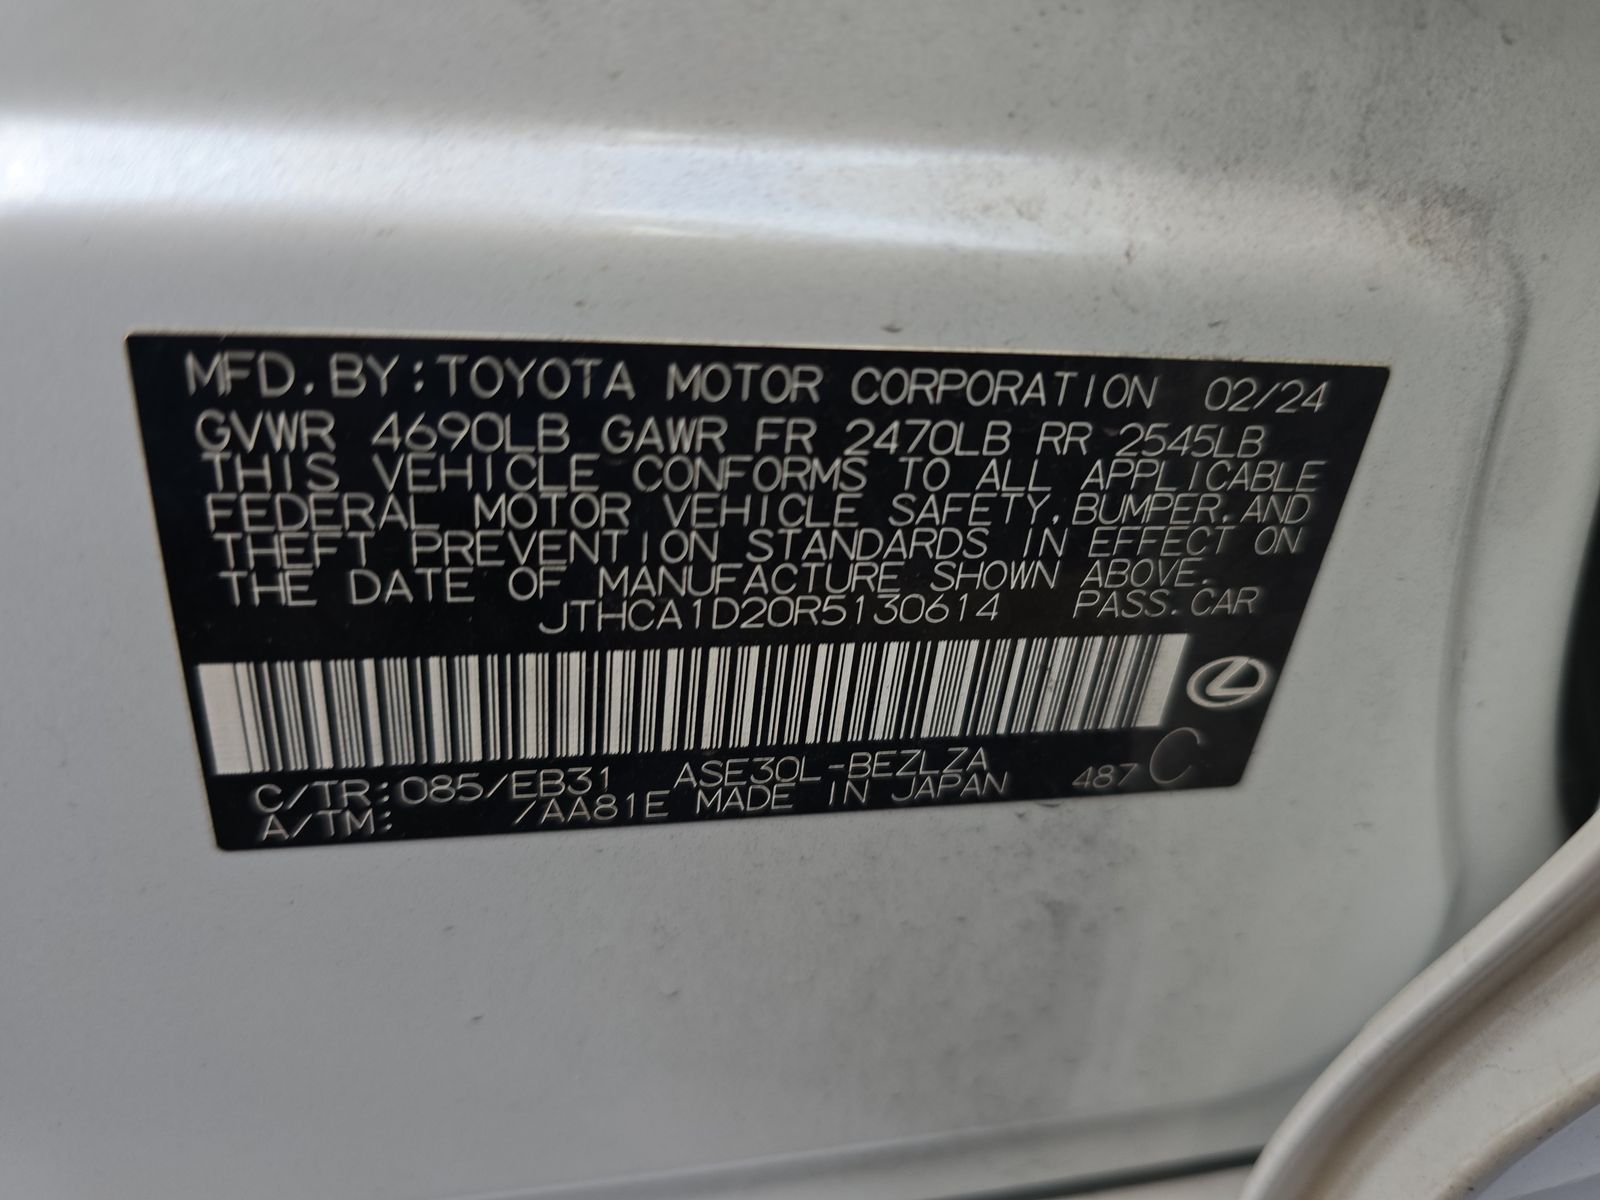 MFD. BY: TOYOTA MOTOR CORPORATION 02/24
GVWR 4690LB GAWR FR 2470LB RR 2545LB
THIS VEHICLE CONFORMS TO ALL APPLICABLE
FEDERAL MOTOR VEHICLE SAFETY, BUMPER, AND
THEFT PREVENTION STANDARDS IN EFFECT ON
THE DATE OF MANUFACTURE SHOWN ABOVE.
JTHCA1D20R5130614 PASS. CAR
C/TR: 085/EB31 ASE30L-BEZLZA 487 C
A/TM: /AA81E MADE IN JAPAN